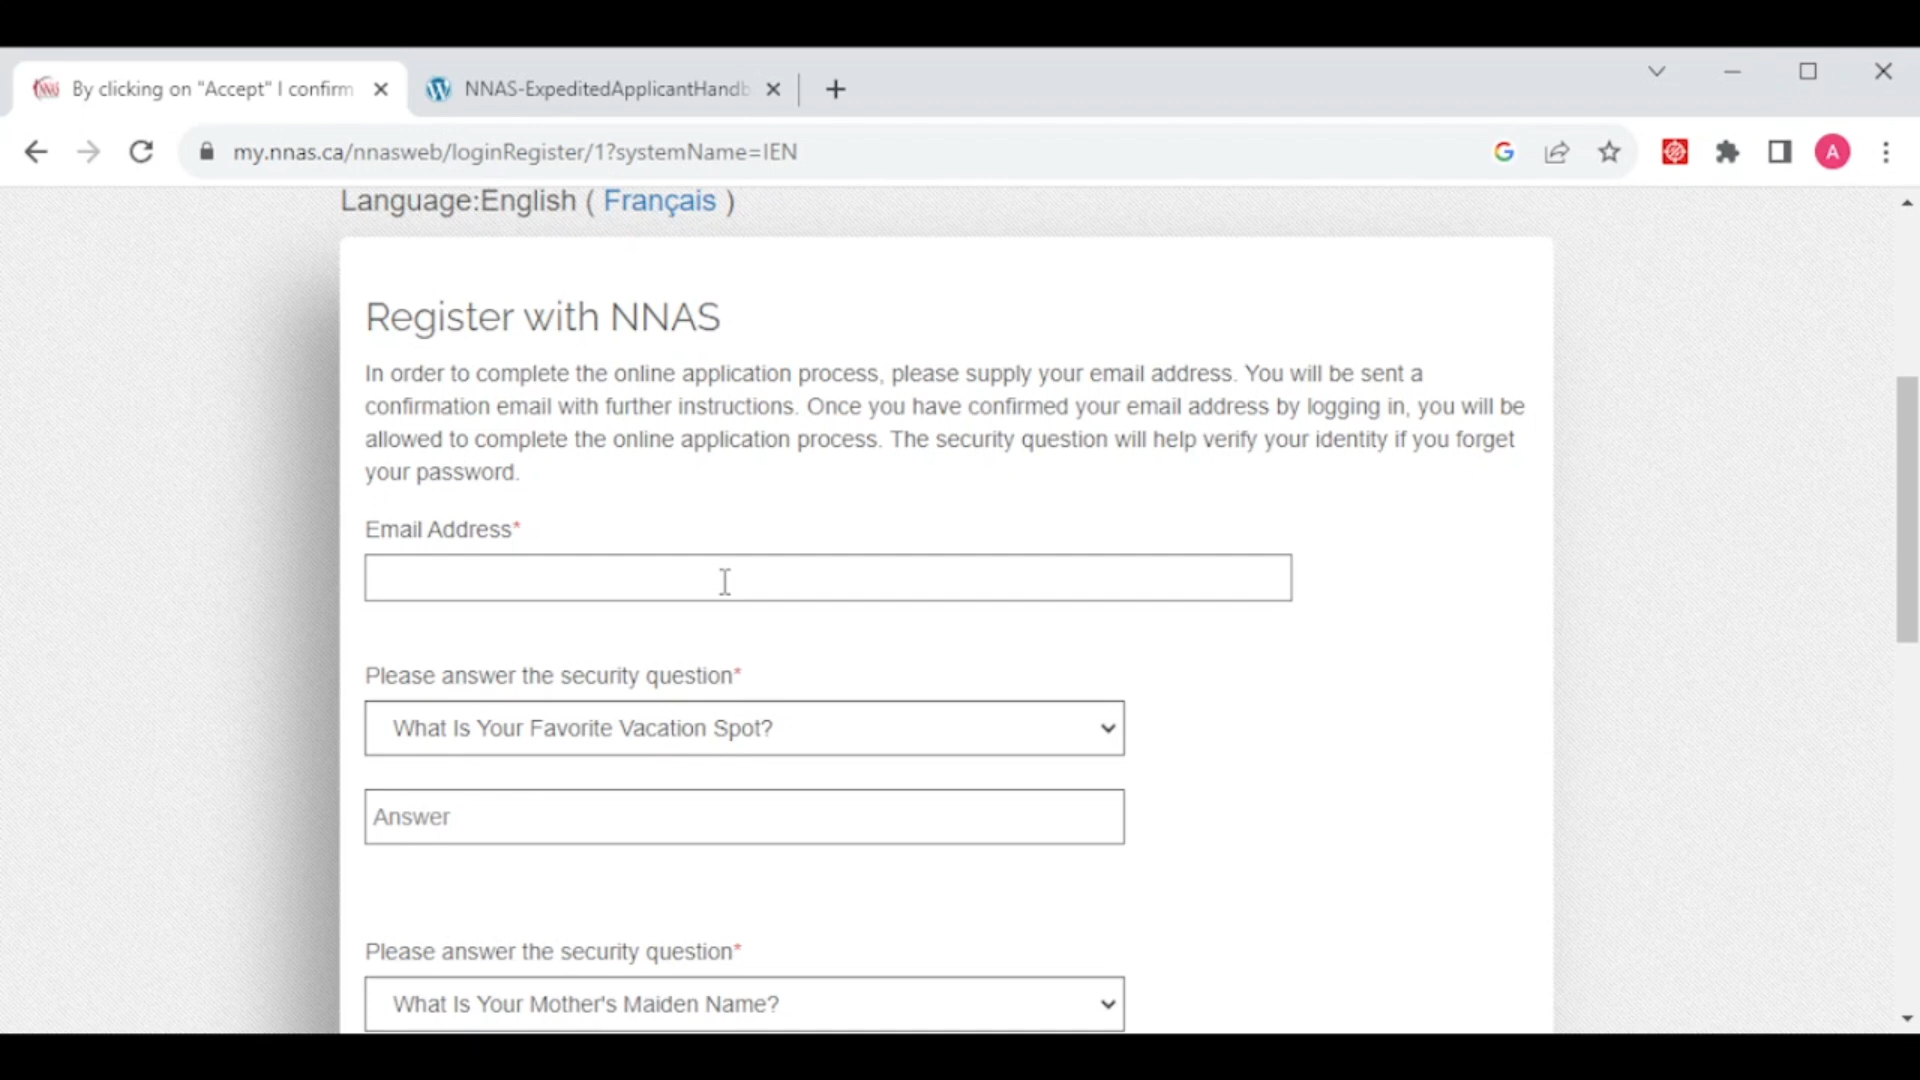 By clicking on "Accept" I confirm
NNAS-ExpeditedApplicantHandb
my.nnas.ca/nnasweb/loginRegister/1?systemName=IEN
A
Language:English ( Français )
Register with NNAS
In order to complete the online application process, please supply your email address. You will be sent a
confirmation email with further instructions. Once you have confirmed your email address by logging in, you will be
allowed to complete the online application process. The security question will help verify your identity if you forget
your password.
Email Address*
Please answer the security question*
What Is Your Favorite Vacation Spot?
Answer
Please answer the security question*
What Is Your Mother's Maiden Name?